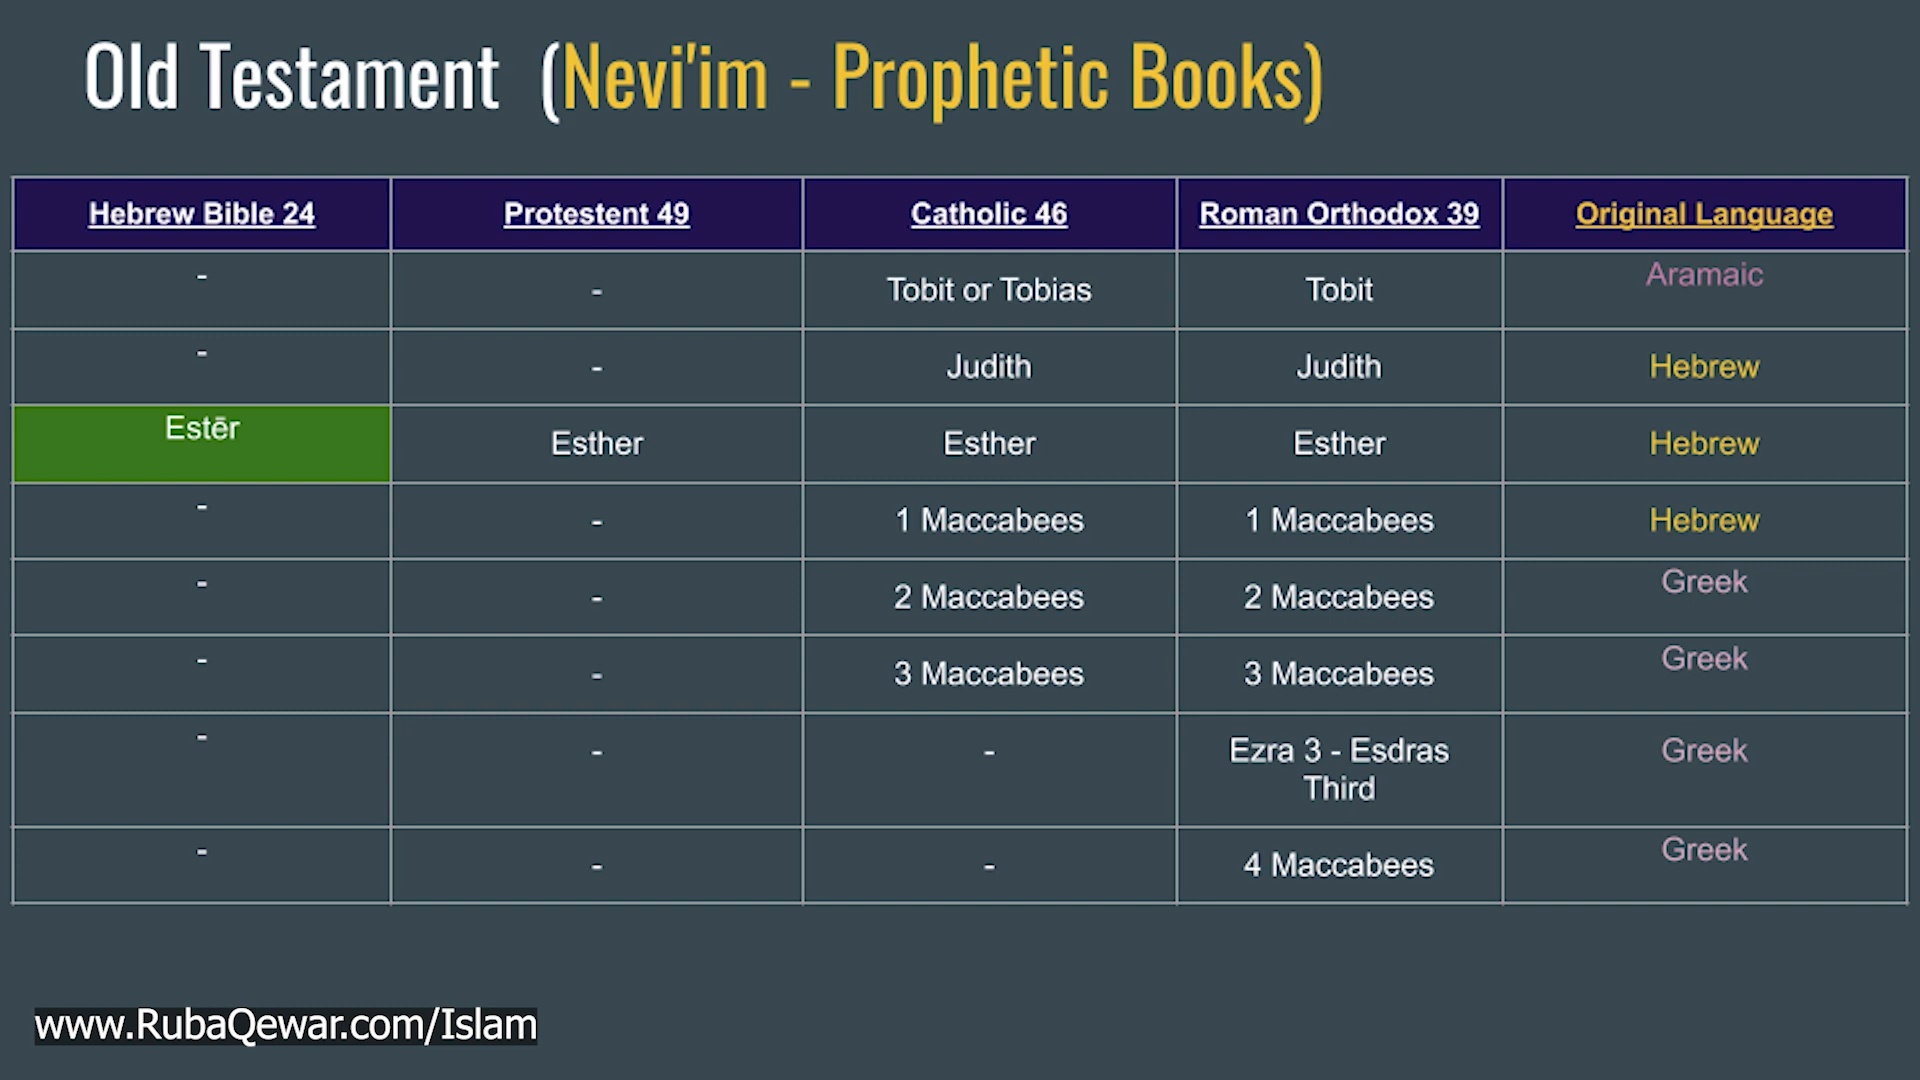 Old Testament (Nevi'im - Prophetic Books)
Hebrew Bible 24 Protestent 49 Catholic 46 Roman Orthodox 39 Original Language
- - Tobit or Tobias Tobit Aramaic
- - Judith Judith Hebrew
Estēr Esther Esther Esther Hebrew
- - 1 Maccabees 1 Maccabees Hebrew
- - 2 Maccabees 2 Maccabees Greek
- - 3 Maccabees 3 Maccabees Greek
- - - Ezra 3 - Esdras Greek
Third
- - - 4 Maccabees Greek
www.RubaQewar.com/Islam